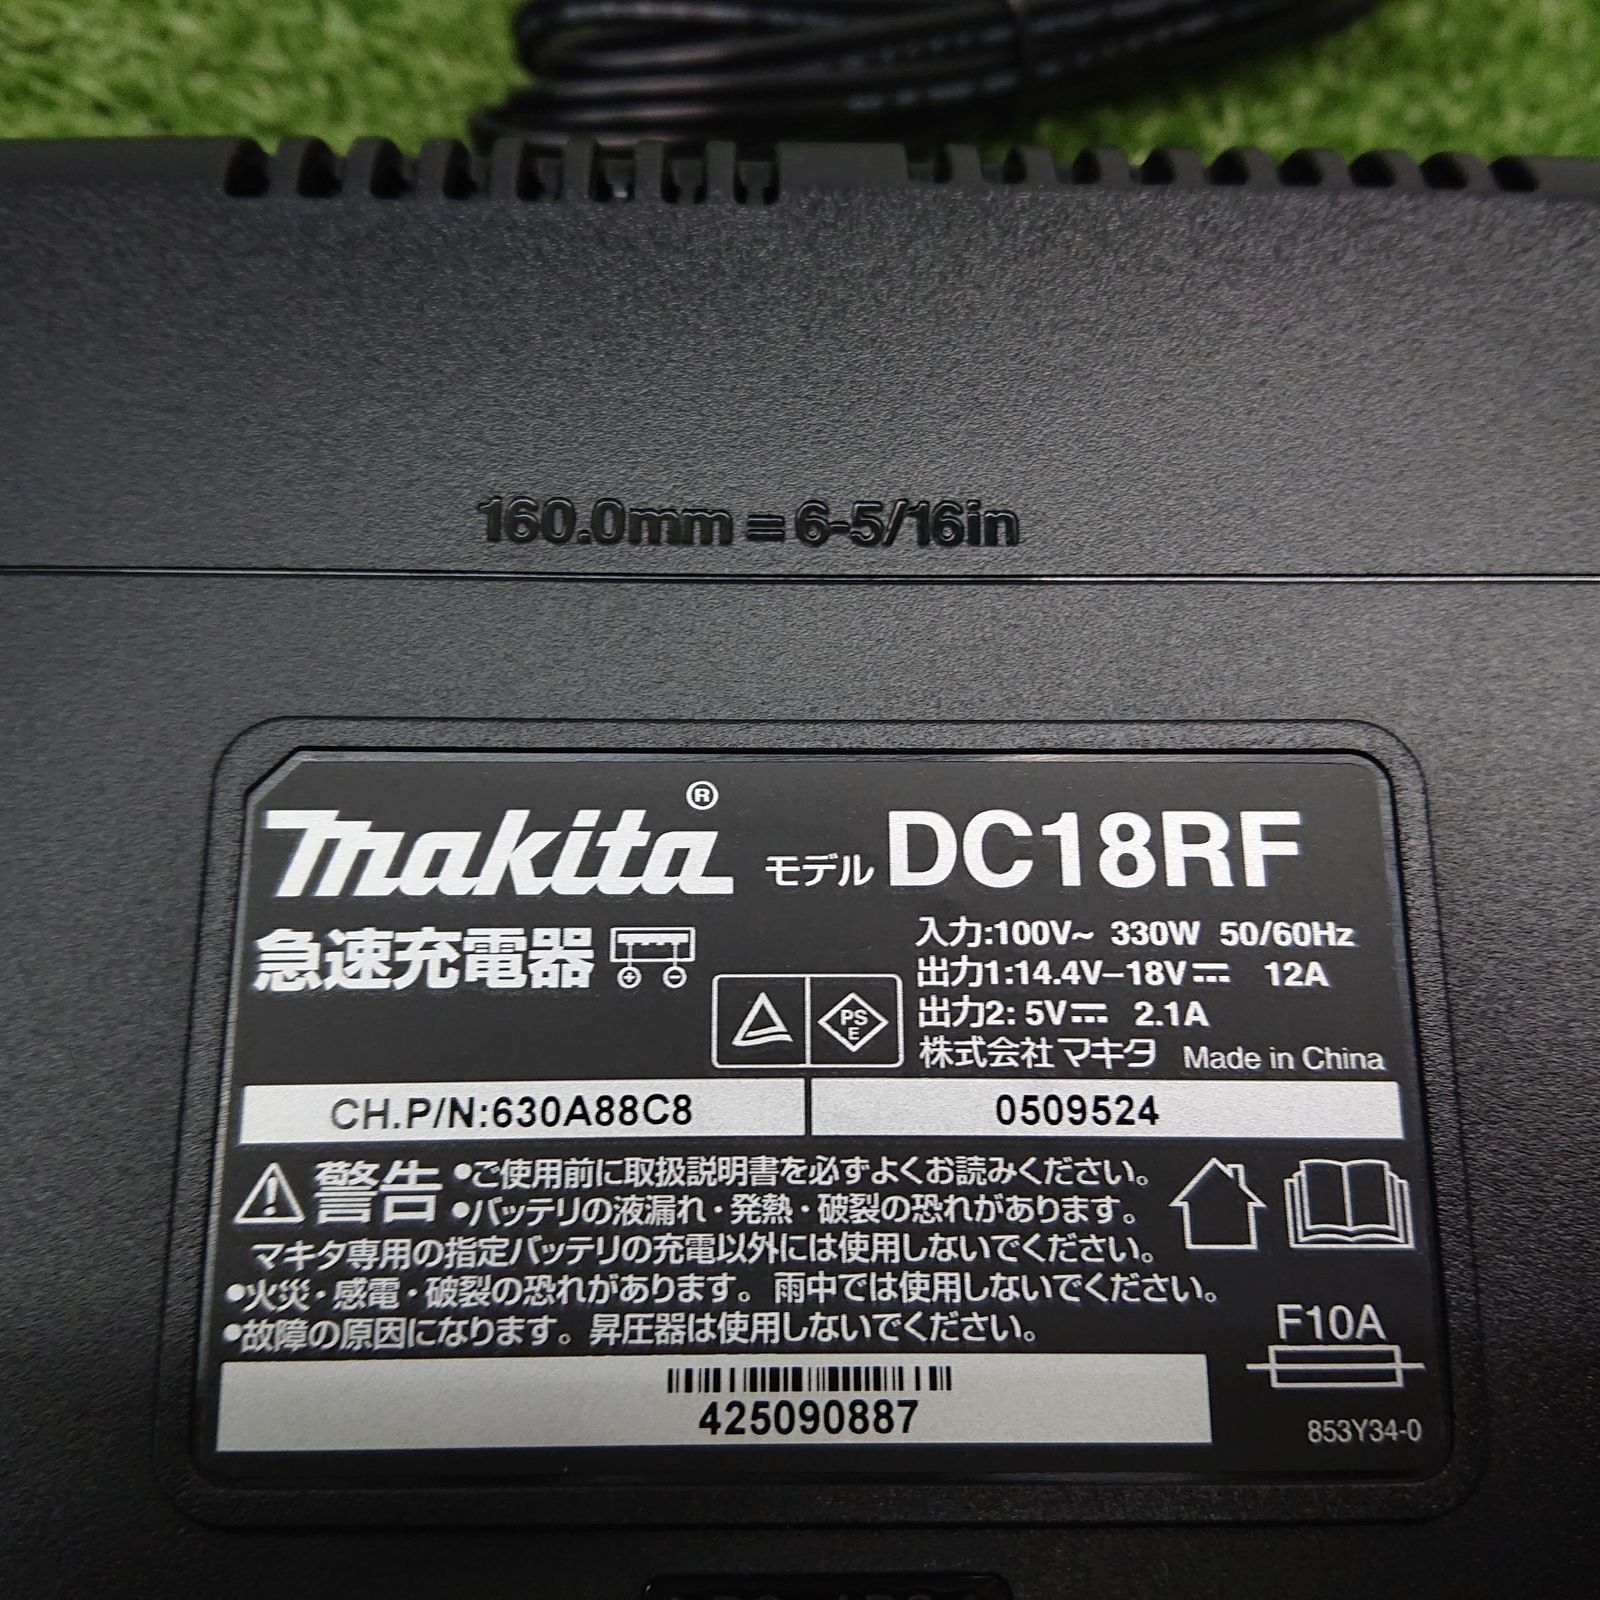 160.0mm=6-5/16in
makita® モデル DC18RF
急速充電器
入力:100V~ 330W 50/60Hz
出力1:14.4V–18V⎓ 12A
出力2: 5V⎓ 2.1A
PS
E
株式会社マキタ Made in China
CH.P/N:630A88C8
0509524
警告 •ご使用前に取扱説明書を必ずよくお読みください。
•バッテリの液漏れ・発熱・破裂の恐れがあります。
マキタ専用の指定バッテリの充電以外には使用しないでください。
•火災・感電・破裂の恐れがあります。雨中では使用しないでください。
•故障の原因になります。昇圧器は使用しないでください。
F10A
425090887
853Y34-0